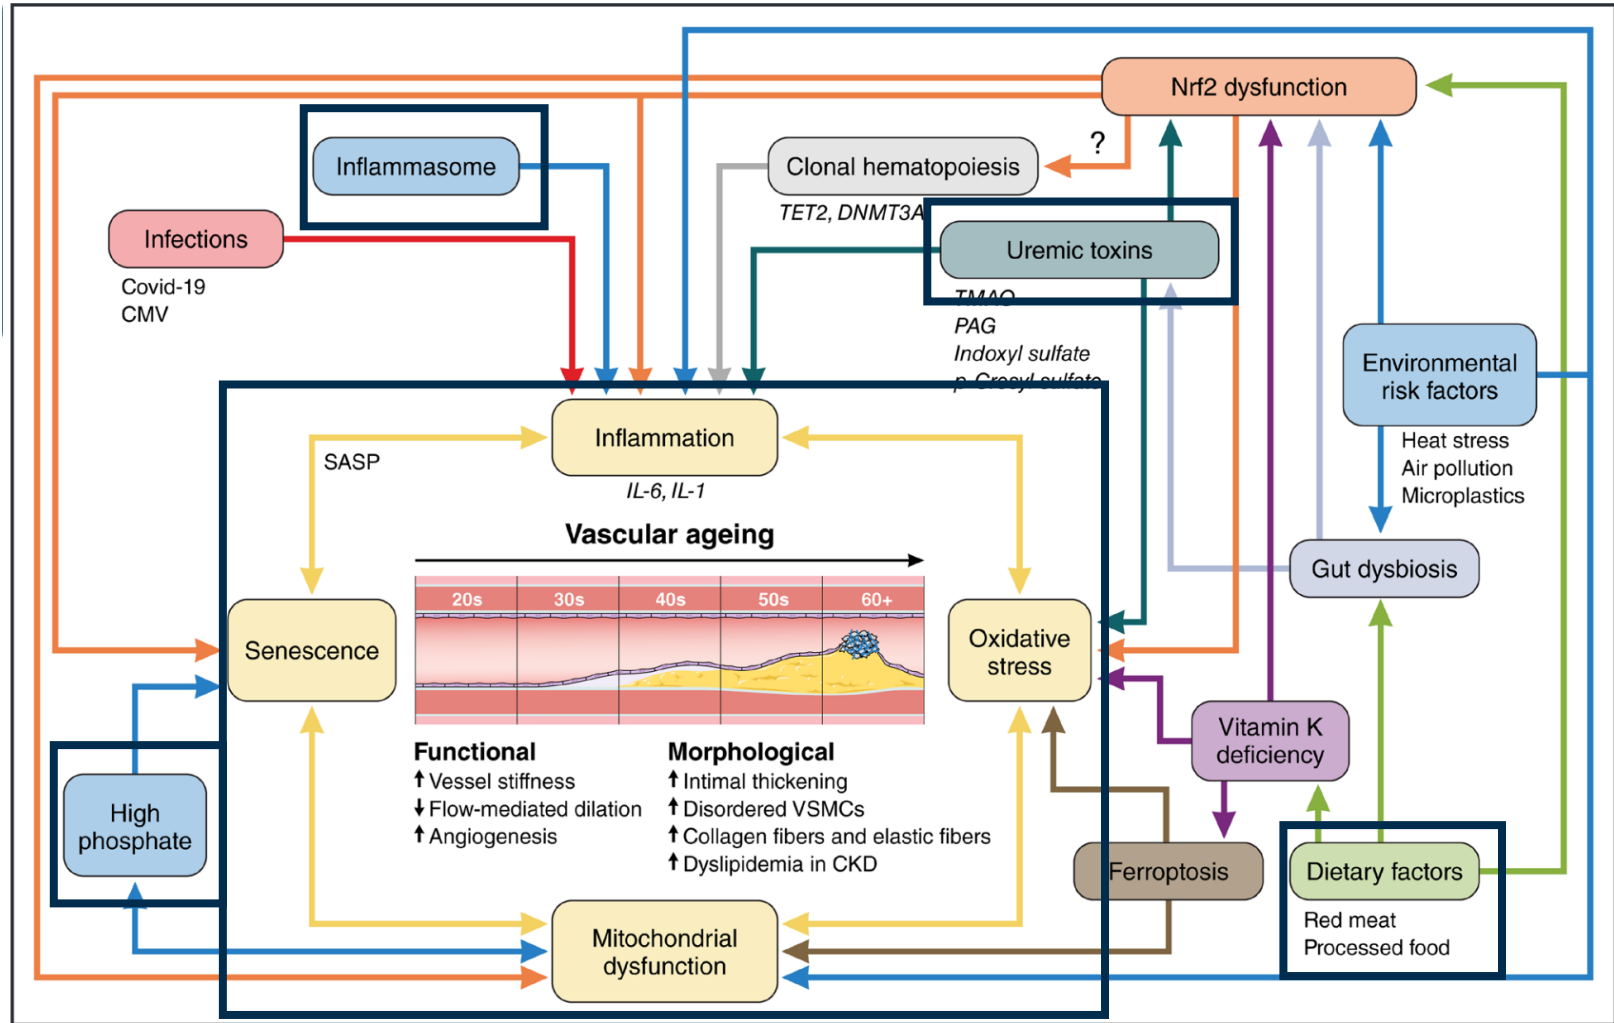 Nrf2 dysfunction
?
Inflammasome
Clonal hematopoiesis
TET2, DNMT3A
Infections
Covid-19
CMV
Uremic toxins
TMAO
PAG
Indoxyl sulfate
p-Cresyl sulfate
Environmental
risk factors
Heat stress
Air pollution
Microplastics
Inflammation
IL-6, IL-1
SASP
Vascular ageing
20s
30s
40s
50s
60+
Senescence
Oxidative
stress
Gut dysbiosis
Functional
↑ Vessel stiffness
↓ Flow-mediated dilation
↑ Angiogenesis
Morphological
↑ Intimal thickening
↑ Disordered VSMCs
↑ Collagen fibers and elastic fibers
↑ Dyslipidemia in CKD
Vitamin K
deficiency
High
phosphate
Ferroptosis
Dietary factors
Red meat
Processed food
Mitochondrial
dysfunction